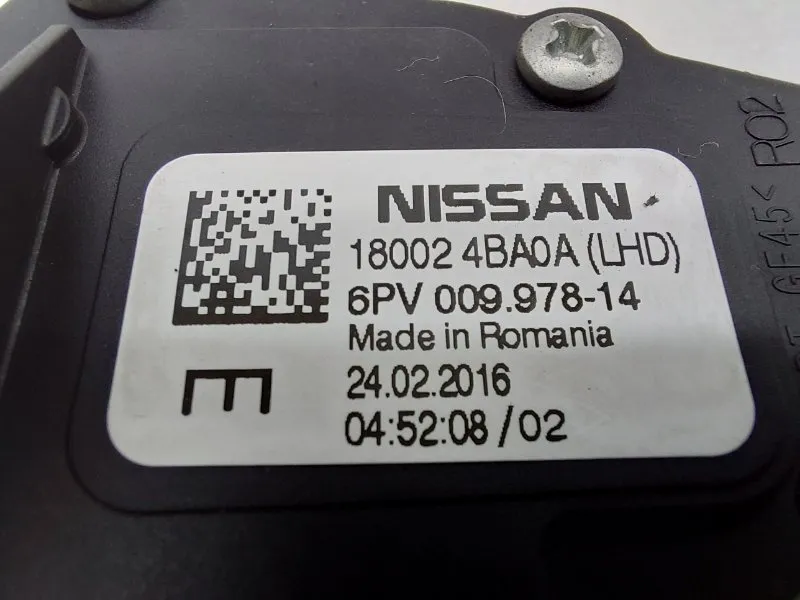 NISSAN
18002 4BA0A (LHD)
6PV 009.978-14
Made in Romania
24.02.2016
04:52:08/02
E
GF45< R02